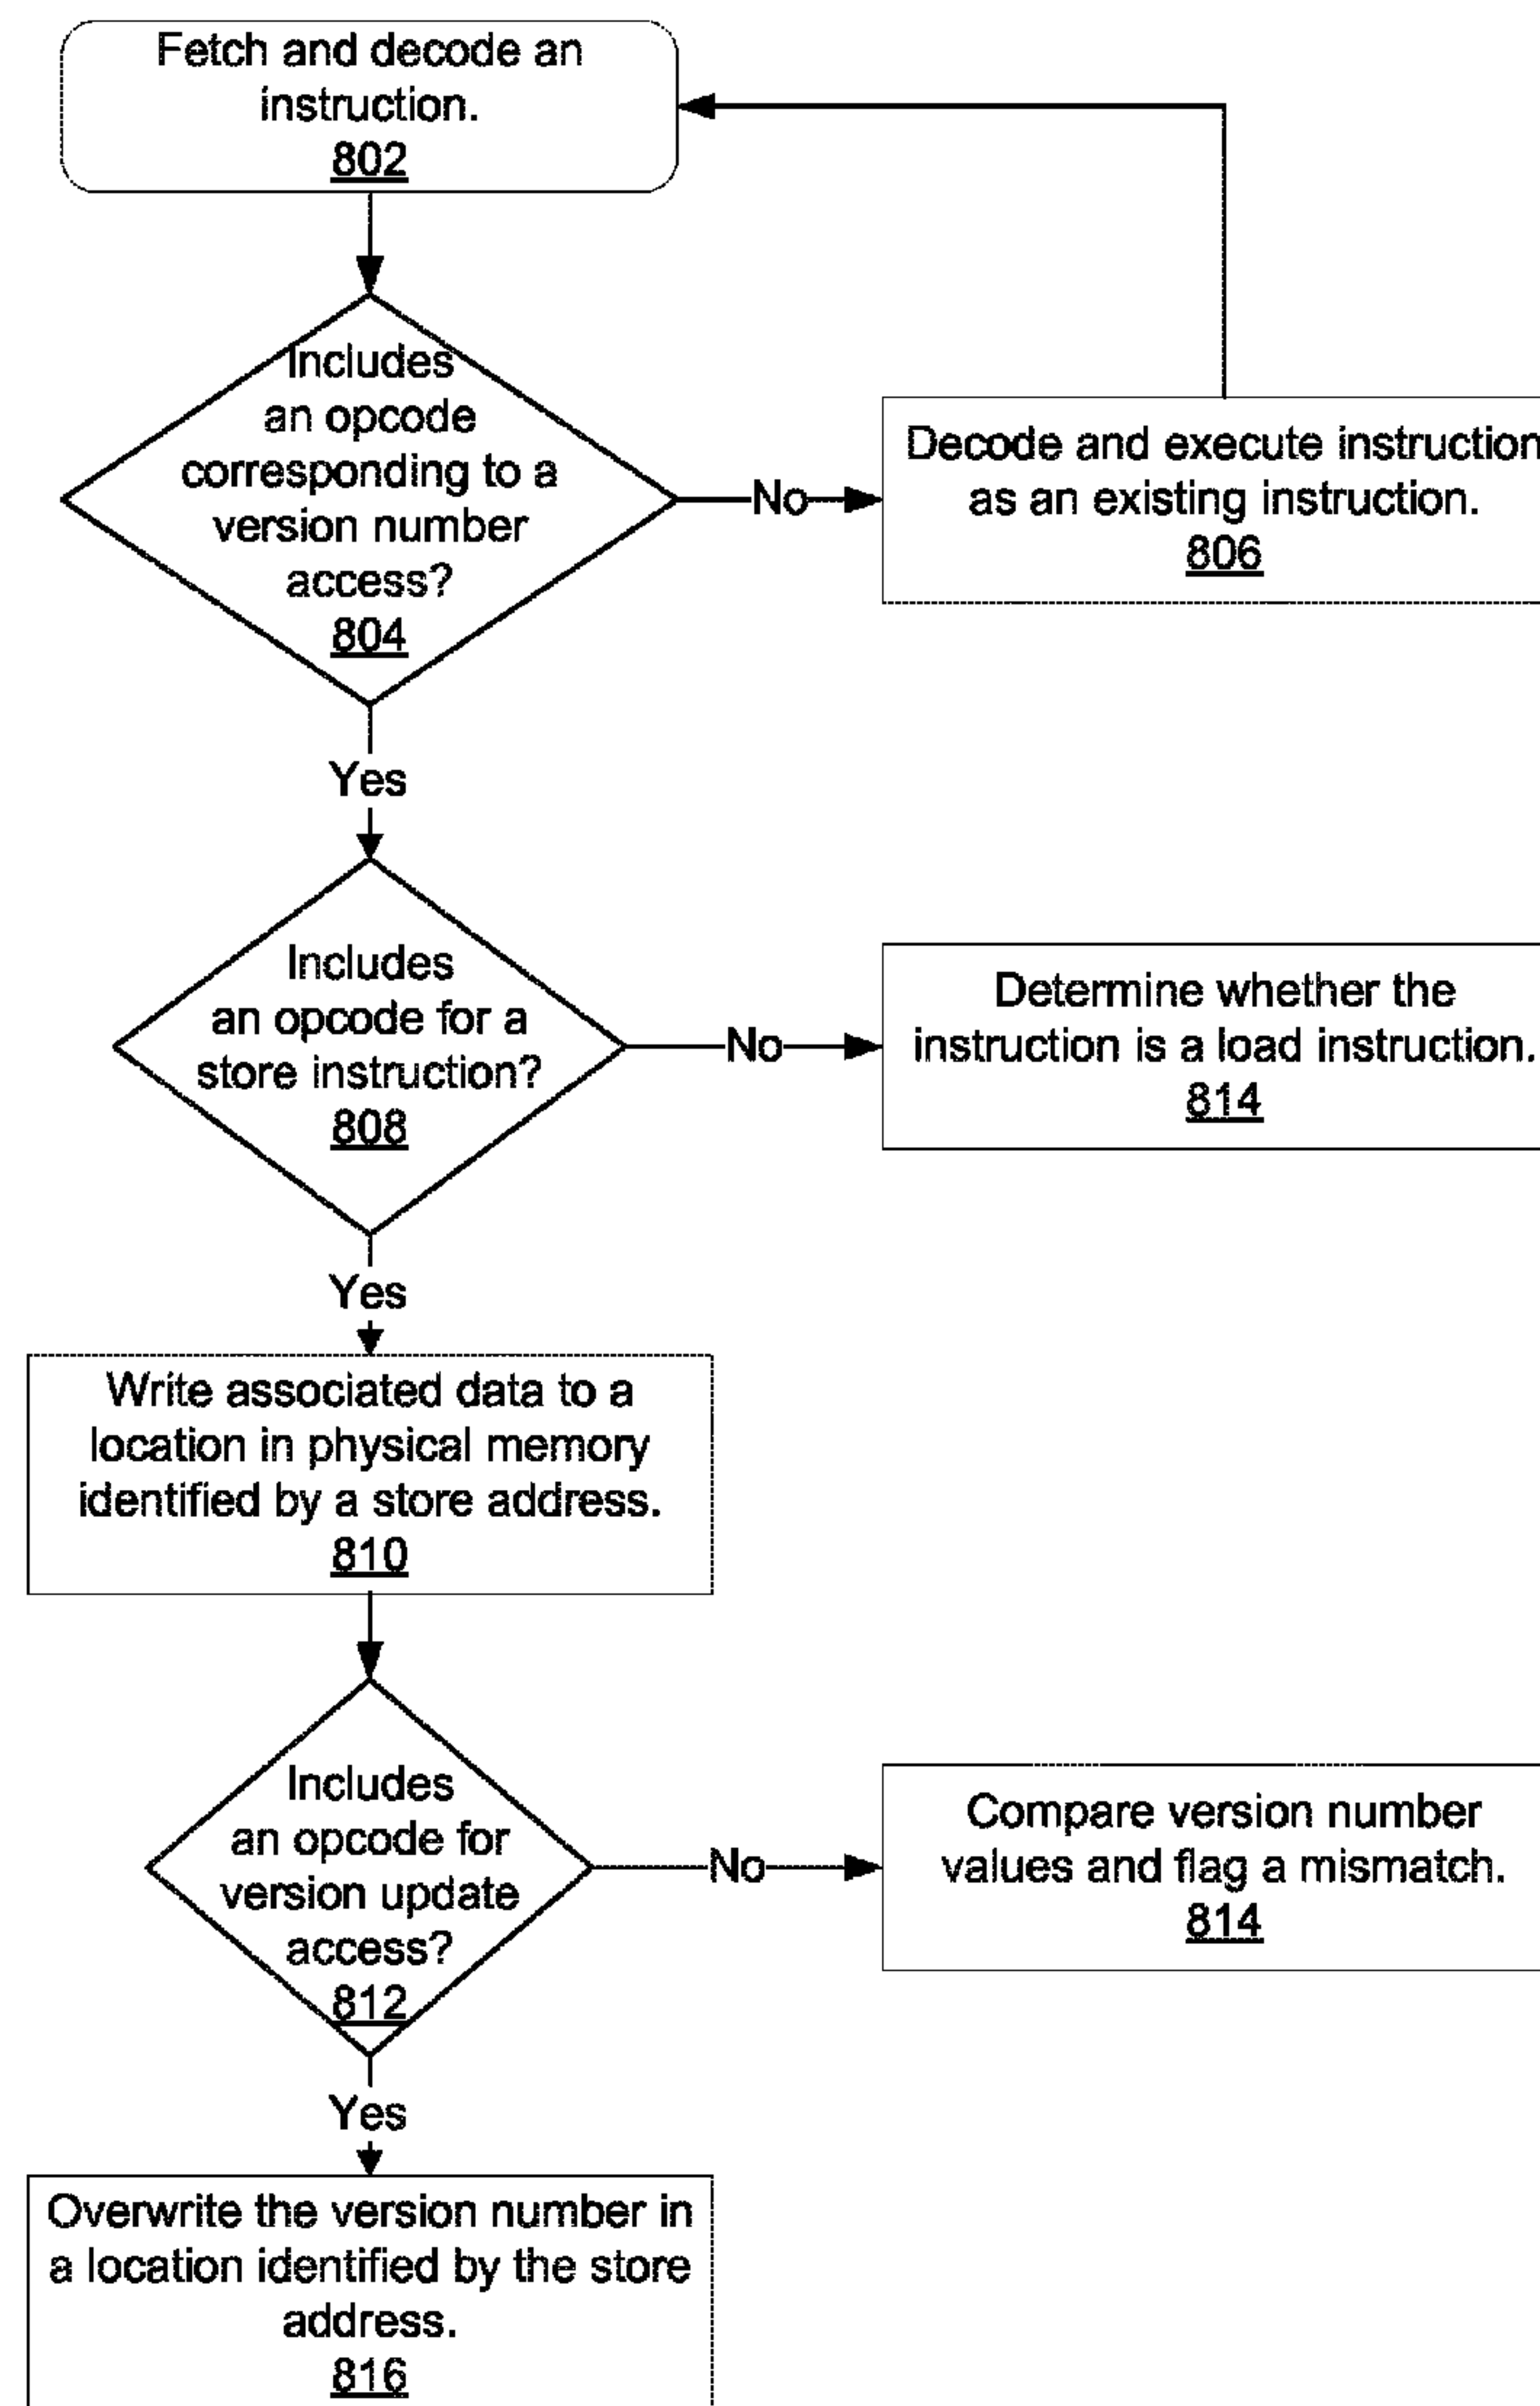 Fetch and decode an
instruction.
802
Includes
an opcode
corresponding to a
version number
access?
804
No
Decode and execute instruction
as an existing instruction.
806
Yes
Includes
an opcode for a
store instruction?
808
No
Determine whether the
instruction is a load instruction.
814
Yes
Write associated data to a
location in physical memory
identified by a store address.
810
Includes
an opcode for
version update
access?
812
No
Compare version number
values and flag a mismatch.
814
Yes
Overwrite the version number in
a location identified by the store
address.
816